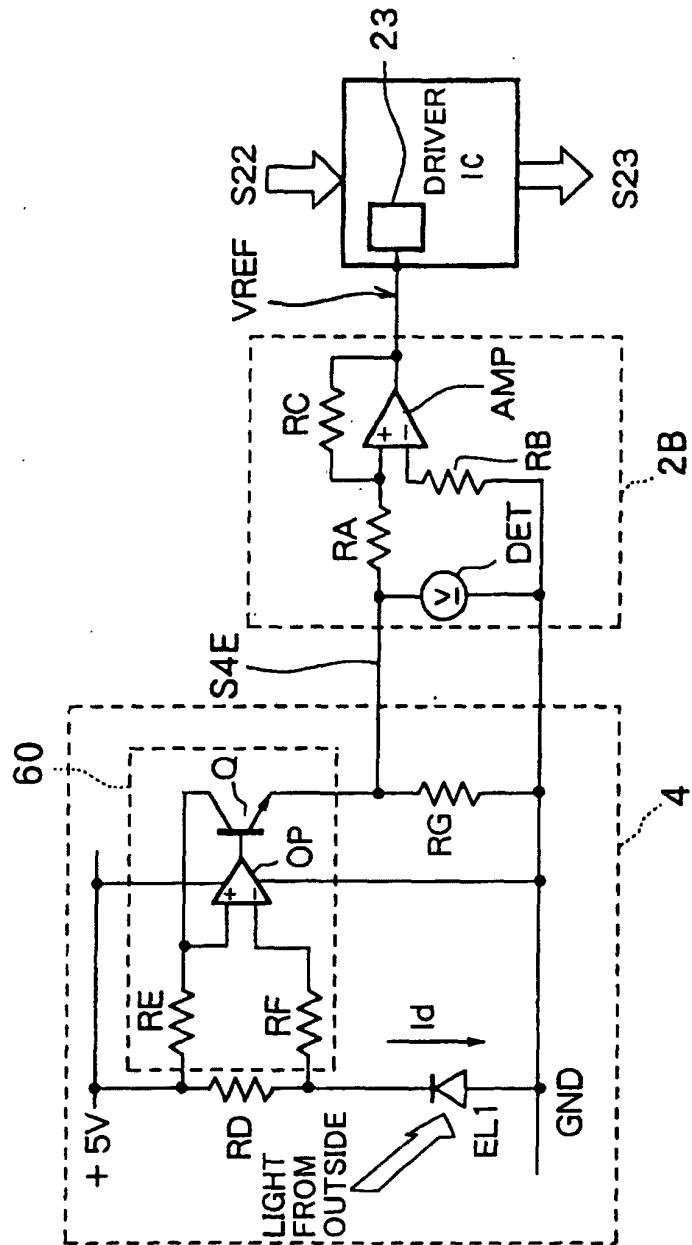 60
+5V
RE
RF
RD
Q
OP
+
−
LIGHT
FROM
OUTSIDE
Id
EL1
GND
RG
4
S4E
RA
RC
+
−
AMP
RB
V
DET
2B
VREF
S22
23
DRIVER
IC
S23